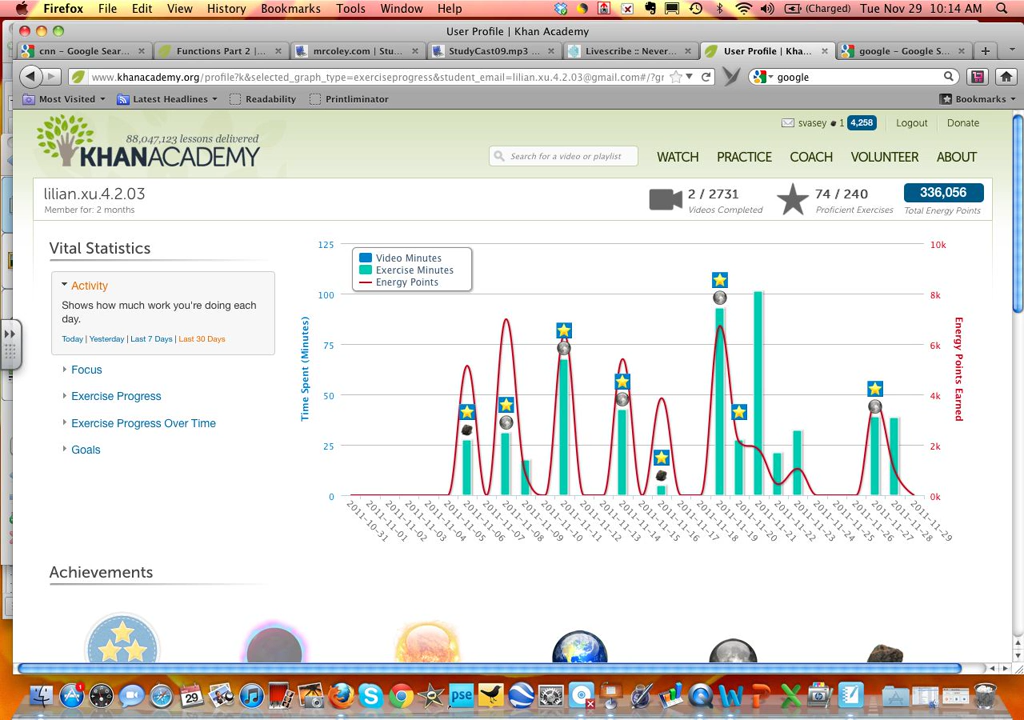 Firefox File Edit View History Bookmarks Tools Window Help (Charged) Tue Nov 29 10:14 AM
User Profile | Khan Academy
cnn - Google Sear... Functions Part 2 |... mrcoley.com | Stu... StudyCast09.mp3 ... Livescribe :: Never... User Profile | Kha... google - Google S...
www.khanacademy.org/profile?k&selected_graph_type=exerciseprogress&student_email=lilian.xu.4.2.03@gmail.com#/?gr google
Most Visited Latest Headlines Readability Printliminator Bookmarks
svasey 1 4,258 Logout Donate
88,047,123 lessons delivered
KHANACADEMY
Search for a video or playlist
WATCH PRACTICE COACH VOLUNTEER ABOUT
lilian.xu.4.2.03
Member for: 2 months
2 / 2731
Videos Completed
74 / 240
Proficient Exercises
336,056
Total Energy Points
Vital Statistics
Activity
Shows how much work you're doing each
day.
Today | Yesterday | Last 7 Days | Last 30 Days
Focus
Exercise Progress
Exercise Progress Over Time
Goals
Video Minutes
Exercise Minutes
Energy Points
Time Spent (Minutes)
125
100
75
50
25
0
10k
8k
6k
4k
2k
0k
Energy Points Earned
2011-10-31
2011-11-01
2011-11-02
2011-11-03
2011-11-04
2011-11-05
2011-11-06
2011-11-07
2011-11-08
2011-11-09
2011-11-10
2011-11-11
2011-11-12
2011-11-13
2011-11-14
2011-11-15
2011-11-16
2011-11-17
2011-11-18
2011-11-19
2011-11-20
2011-11-21
2011-11-22
2011-11-23
2011-11-24
2011-11-25
2011-11-26
2011-11-27
2011-11-28
2011-11-29
Achievements
29
pse